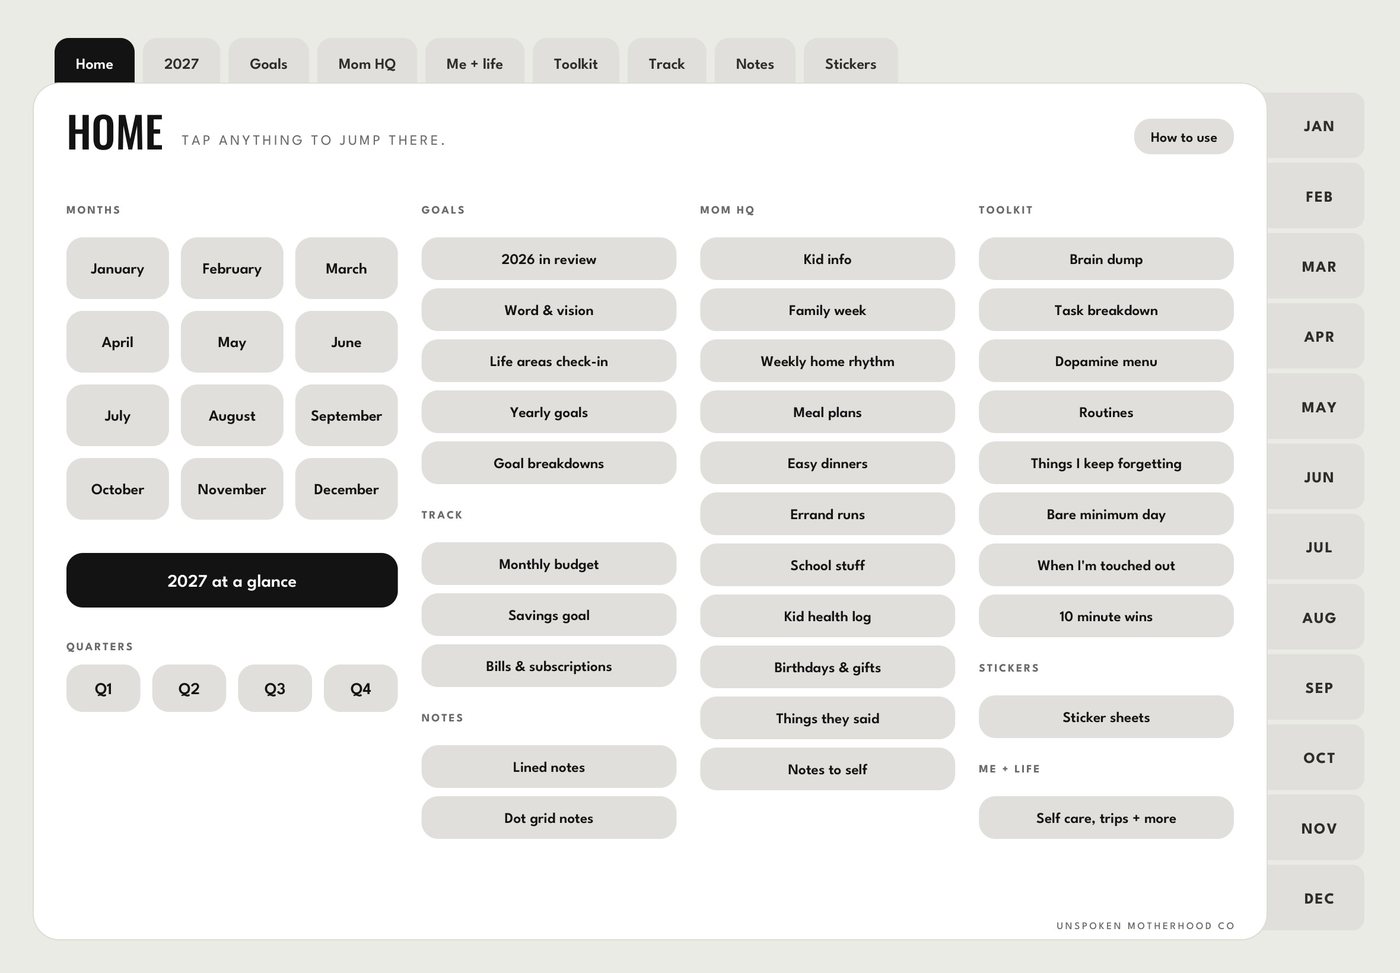 Home
2027
Goals
Mom HQ
Me + life
Toolkit
Track
Notes
Stickers
HOME
TAP ANYTHING TO JUMP THERE.
How to use
MONTHS
January
February
March
April
May
June
July
August
September
October
November
December
2027 at a glance
QUARTERS
Q1
Q2
Q3
Q4
GOALS
2026 in review
Word & vision
Life areas check-in
Yearly goals
Goal breakdowns
TRACK
Monthly budget
Savings goal
Bills & subscriptions
NOTES
Lined notes
Dot grid notes
MOM HQ
Kid info
Family week
Weekly home rhythm
Meal plans
Easy dinners
Errand runs
School stuff
Kid health log
Birthdays & gifts
Things they said
Notes to self
TOOLKIT
Brain dump
Task breakdown
Dopamine menu
Routines
Things I keep forgetting
Bare minimum day
When I'm touched out
10 minute wins
STICKERS
Sticker sheets
ME + LIFE
Self care, trips + more
UNSPOKEN MOTHERHOOD CO
JAN
FEB
MAR
APR
MAY
JUN
JUL
AUG
SEP
OCT
NOV
DEC